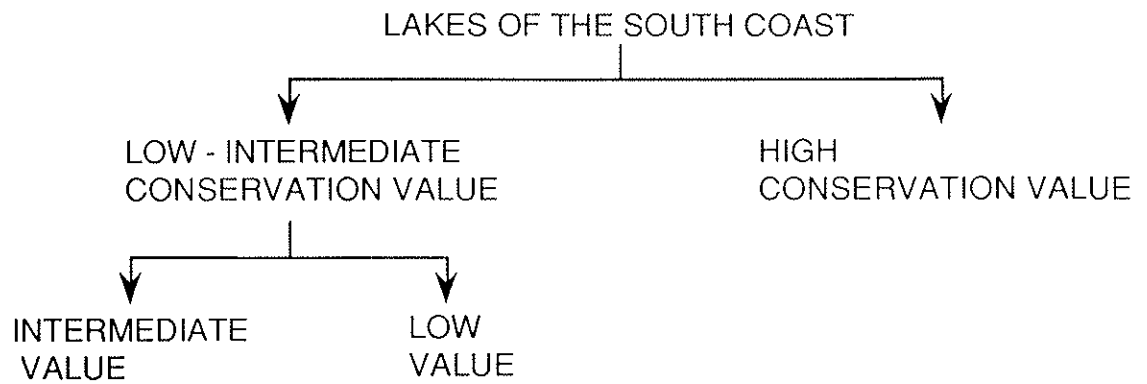 LAKES OF THE SOUTH COAST
LOW - INTERMEDIATE
CONSERVATION VALUE
HIGH
CONSERVATION VALUE
INTERMEDIATE
VALUE
LOW
VALUE